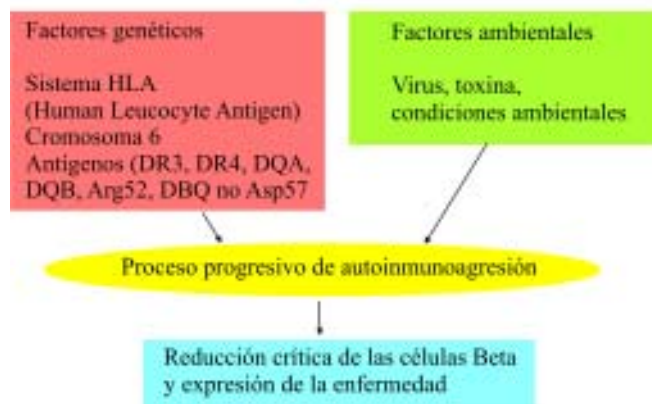 Factores genéticos
Sistema HLA
(Human Leucocyte Antigen)
Cromosoma 6
Antigenos (DR3, DR4, DQA,
DQB, Arg52, DBQ no Asp57
Factores ambientales
Virus, toxina,
condiciones ambientales
Proceso progresivo de autoinmunoagresión
Reducción crítica de las células Beta
y expresión de la enfermedad